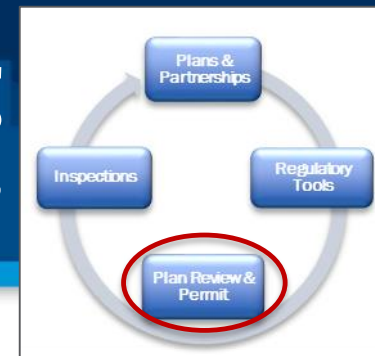 Plans &
Partnerships
Inspections
Regulatory
Tools
Plan Review &
Permit